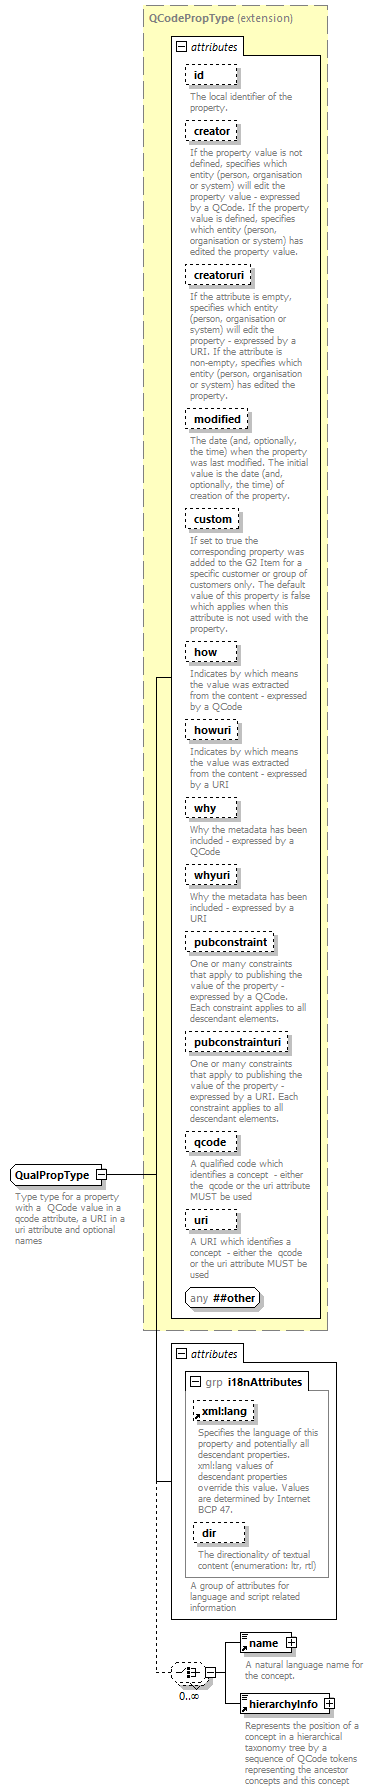 QCodePropType (extension)
attributes
id
The local identifier of the
property.
creator
If the property value is not
defined, specifies which
entity (person, organisation
or system) will edit the
property value - expressed
by a QCode. If the property
value is defined, specifies
which entity (person,
organisation or system) has
edited the property value.
creatoruri
If the attribute is empty,
specifies which entity
(person, organisation or
system) will edit the
property - expressed by a
URI. If the attribute is
non-empty, specifies which
entity (person, organisation
or system) has edited the
property.
modified
The date (and, optionally,
the time) when the property
was last modified. The initial
value is the date (and,
optionally, the time) of
creation of the property.
custom
If set to true the
corresponding property was
added to the G2 Item for a
specific customer or group of
customers only. The default
value of this property is false
which applies when this
attribute is not used with the
property.
how
Indicates by which means
the value was extracted
from the content - expressed
by a QCode
howuri
Indicates by which means
the value was extracted
from the content - expressed
by a URI
why
Why the metadata has been
included - expressed by a
QCode
whyuri
Why the metadata has been
included - expressed by a
URI
pubconstraint
One or many constraints
that apply to publishing the
value of the property -
expressed by a QCode.
Each constraint applies to all
descendant elements.
pubconstrainturi
One or many constraints
that apply to publishing the
value of the property -
expressed by a URI. Each
constraint applies to all
descendant elements.
qcode
A qualified code which
identifies a concept - either
the qcode or the uri attribute
MUST be used
uri
A URI which identifies a
concept - either the qcode
or the uri attribute MUST be
used
any ##other
QualPropType
Type type for a property
with a QCode value in a
qcode attribute, a URI in a
uri attribute and optional
names
attributes
grp i18nAttributes
xml:lang
Specifies the language of this
property and potentially all
descendant properties.
xml:lang values of
descendant properties
override this value. Values
are determined by Internet
BCP 47.
dir
The directionality of textual
content (enumeration: ltr, rtl)
A group of attributes for
language and script related
information
0..∞
name
A natural language name for
the concept.
hierarchyInfo
Represents the position of a
concept in a hierarchical
taxonomy tree by a
sequence of QCode tokens
representing the ancestor
concepts and this concept